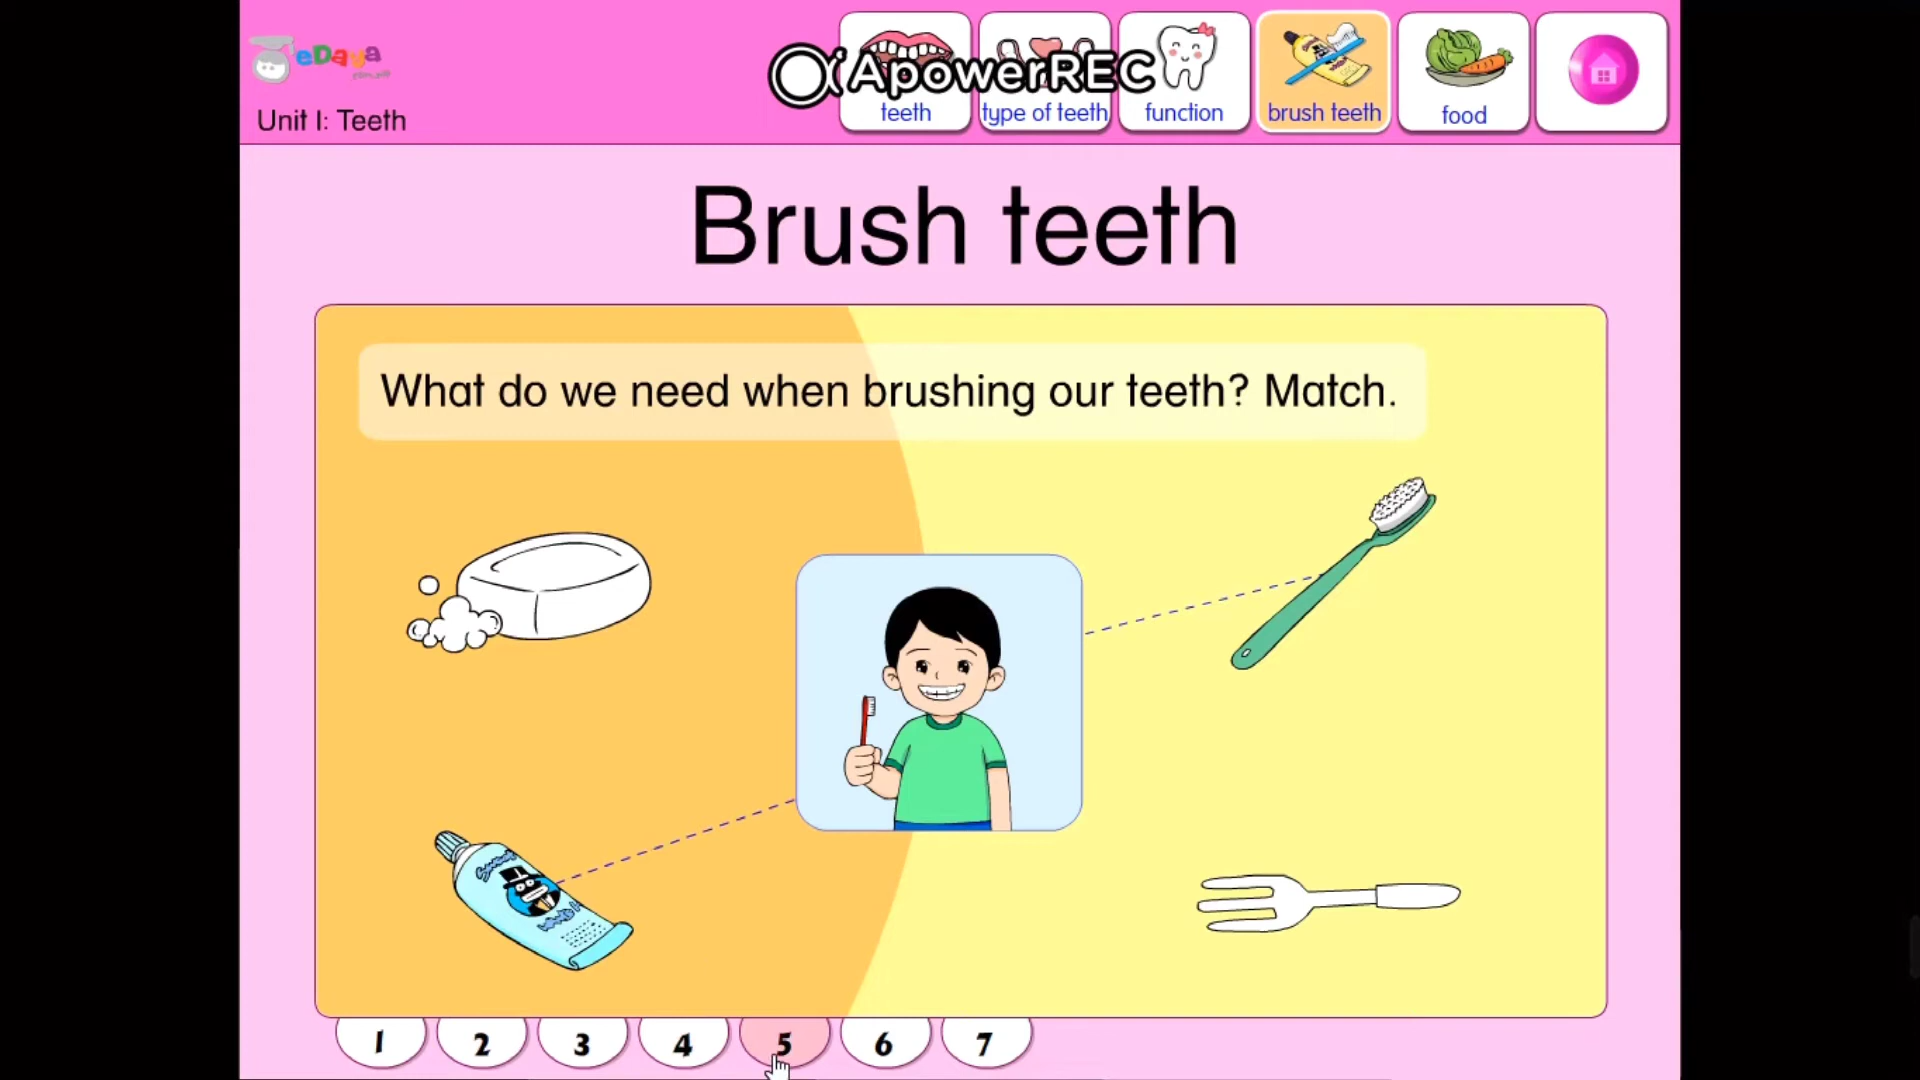 eDaya
Unit 1: Teeth
ApowerREC
teeth
type of teeth
function
brush teeth
food
Brush teeth
What do we need when brushing our teeth? Match.
1 2 3 4 5 6 7